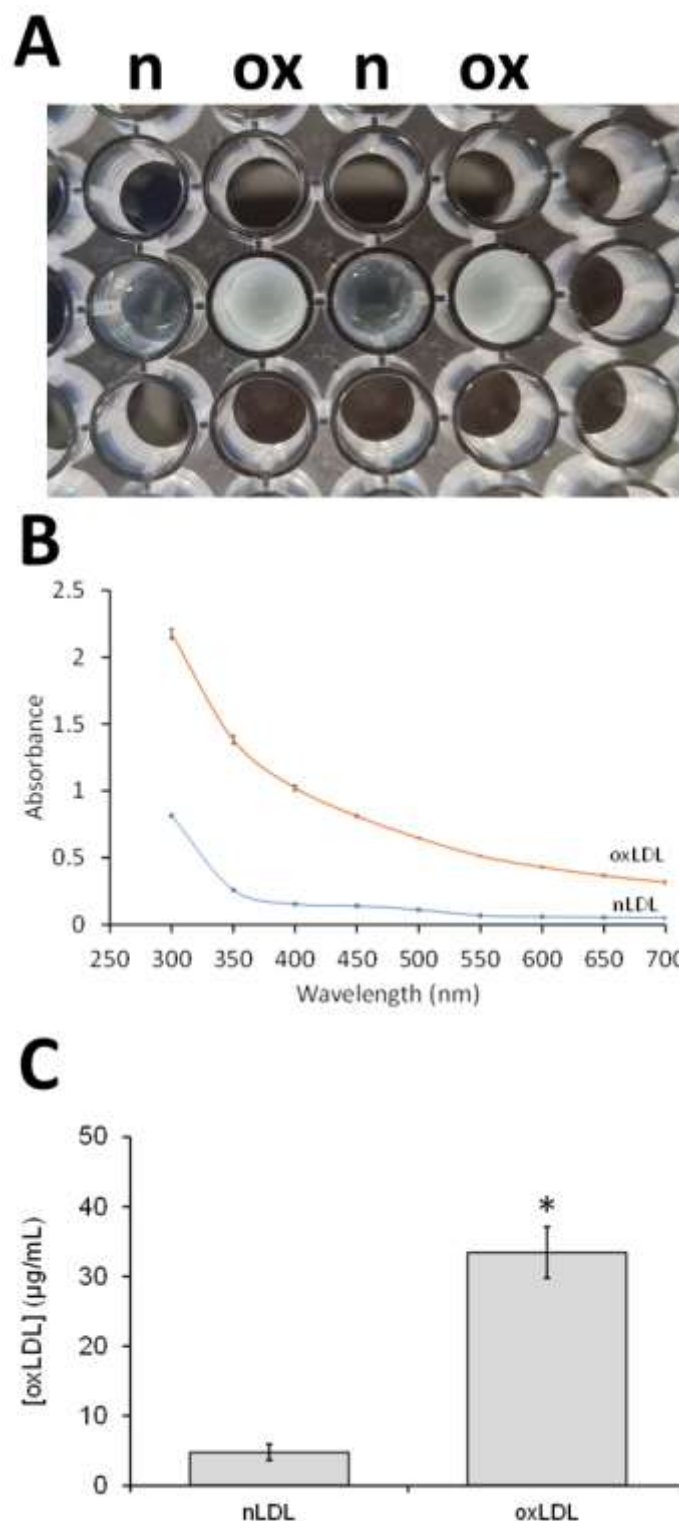 A
n ox n ox
B
2.5
2
1.5
1
0.5
0
Absorbance
oxLDL
nLDL
250 300 350 400 450 500 550 600 650 700
Wavelength (nm)
C
50
40
30
20
10
0
[oxLDL] (µg/mL)
*
nLDL oxLDL